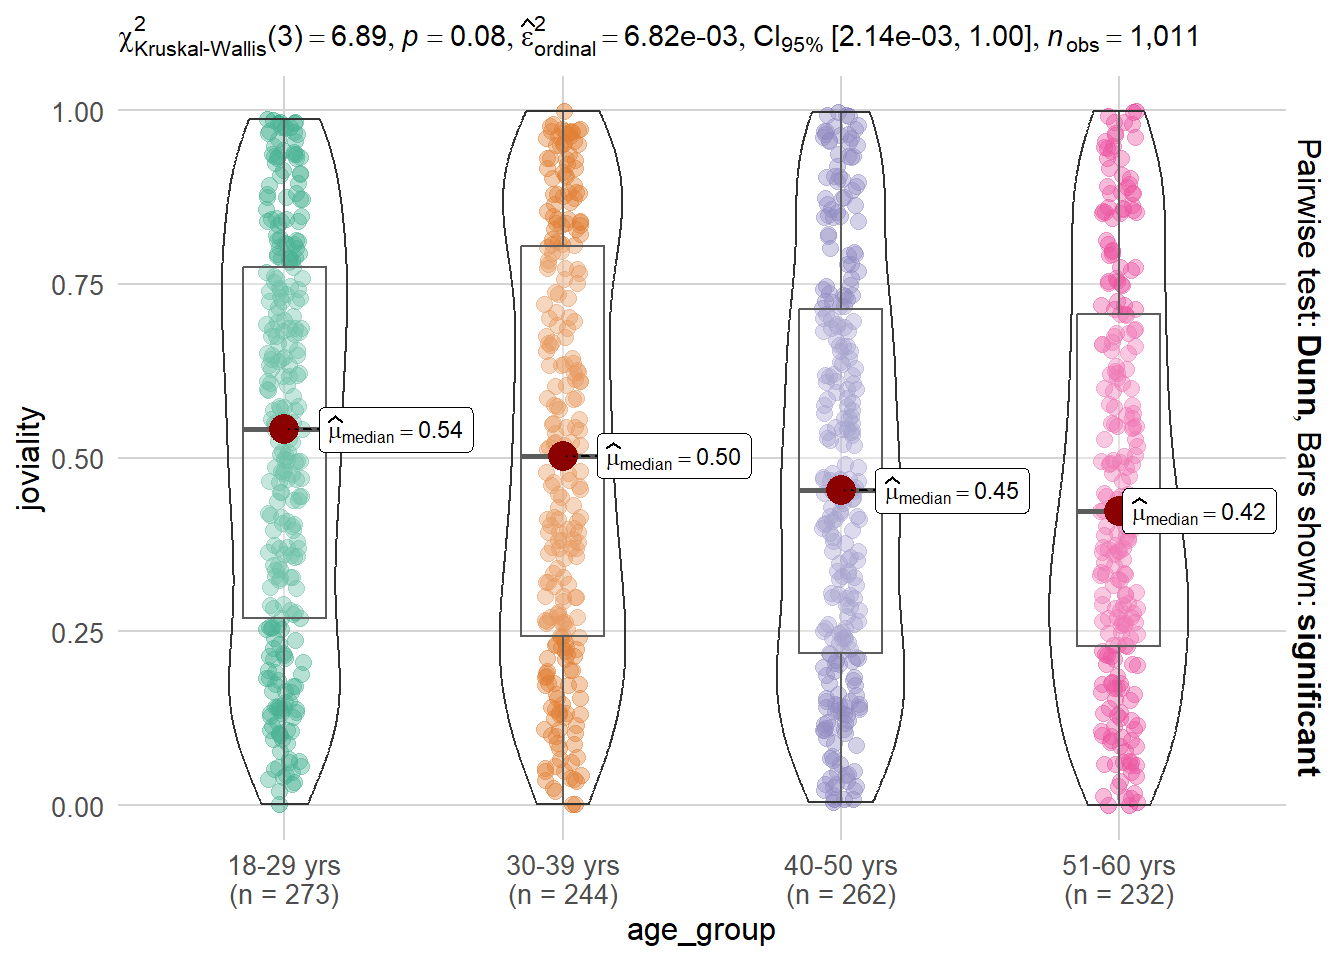 χ²Kruskal-Wallis(3) = 6.89, p = 0.08, ε̂²ordinal = 6.82e-03, CI95% [2.14e-03, 1.00], nobs = 1,011
1.00
0.75
0.50
0.25
0.00
joviality
μ̂median = 0.54
μ̂median = 0.50
μ̂median = 0.45
μ̂median = 0.42
Pairwise test: Dunn, Bars shown: significant
18-29 yrs
(n = 273)
30-39 yrs
(n = 244)
40-50 yrs
(n = 262)
51-60 yrs
(n = 232)
age_group